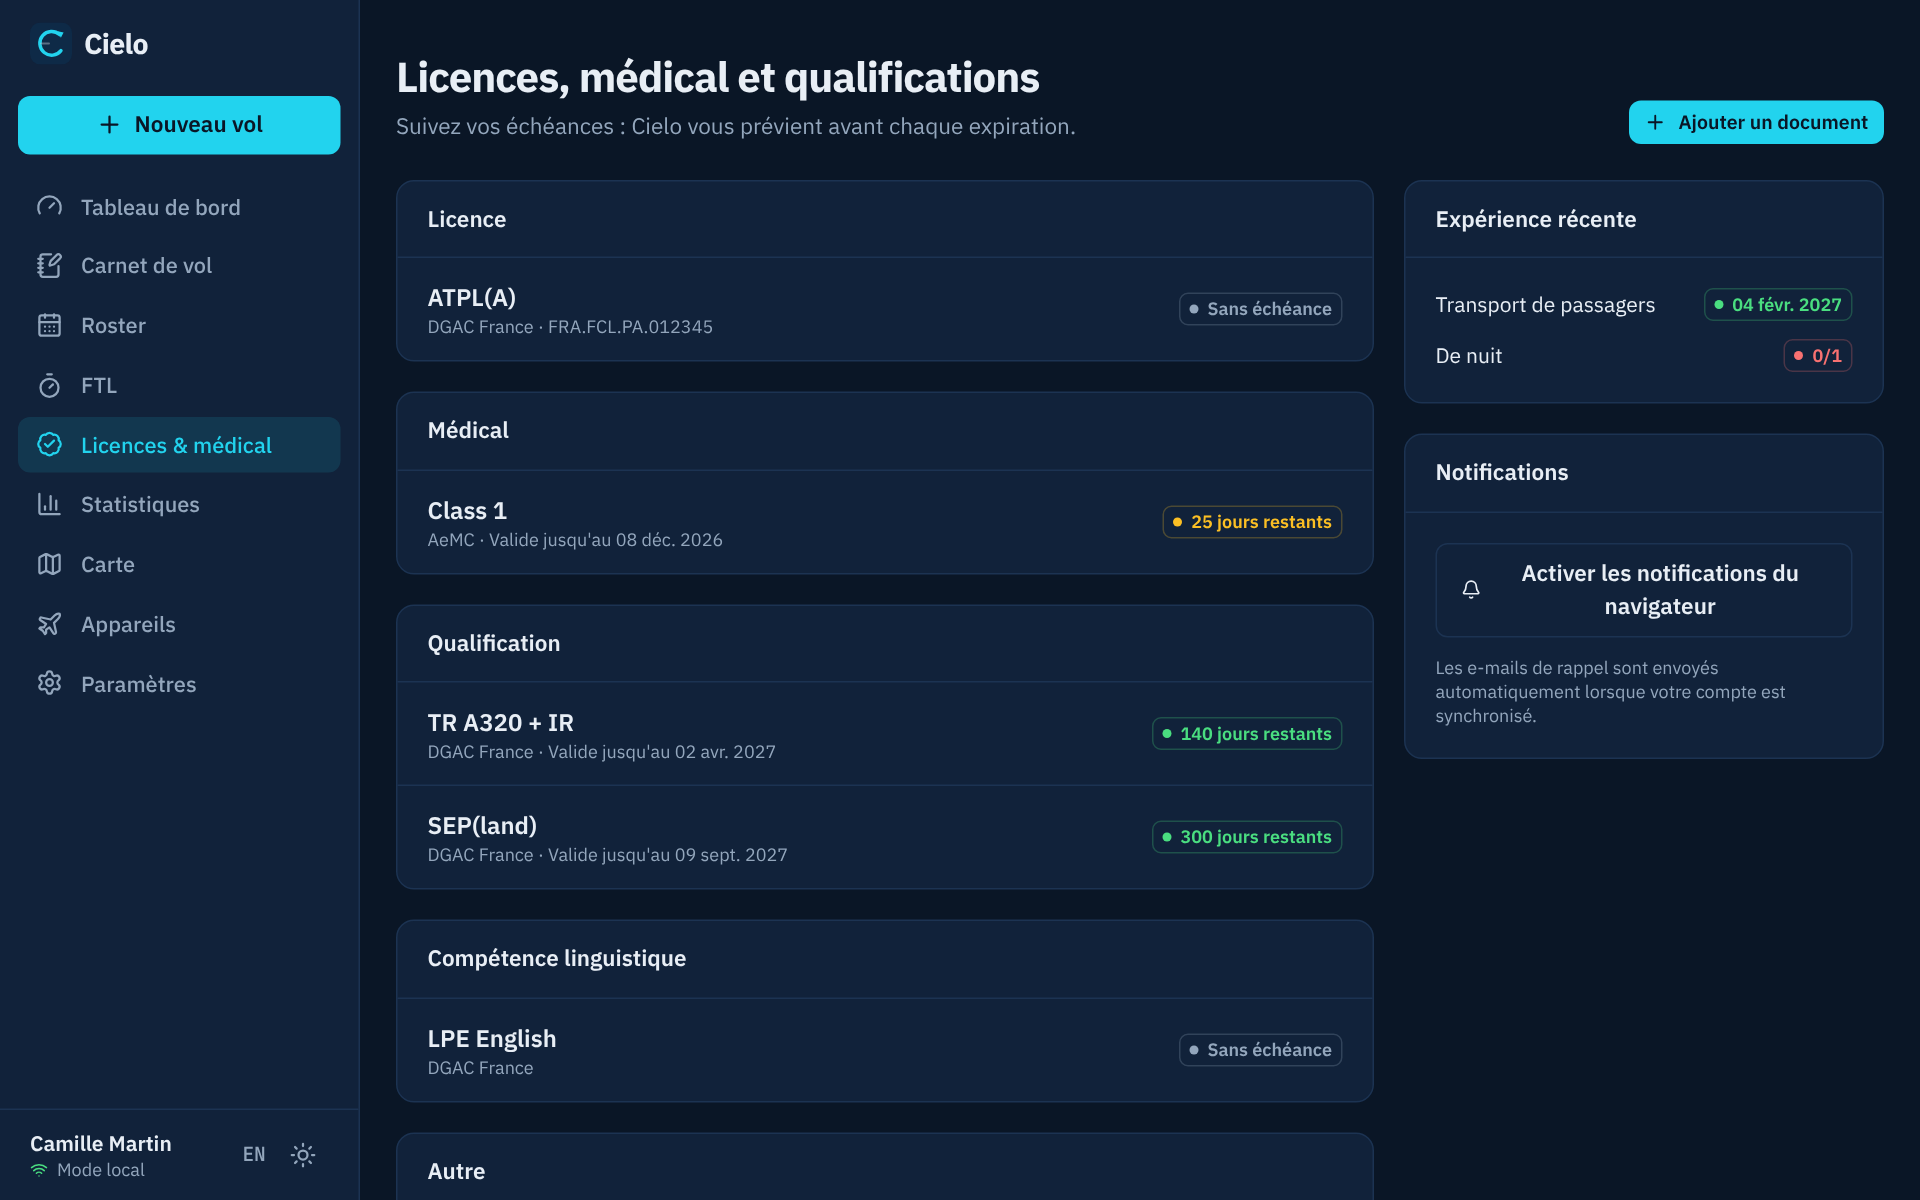 Cielo
Nouveau vol
Tableau de bord
Carnet de vol
Roster
FTL
Licences & médical
Statistiques
Carte
Appareils
Paramètres
Camille Martin
Mode local
EN
Licences, médical et qualifications
Suivez vos échéances : Cielo vous prévient avant chaque expiration.
Ajouter un document
Licence
ATPL(A)
DGAC France · FRA.FCL.PA.012345
Sans échéance
Médical
Class 1
AeMC · Valide jusqu'au 08 déc. 2026
25 jours restants
Qualification
TR A320 + IR
DGAC France · Valide jusqu'au 02 avr. 2027
140 jours restants
SEP(land)
DGAC France · Valide jusqu'au 09 sept. 2027
300 jours restants
Compétence linguistique
LPE English
DGAC France
Sans échéance
Autre
Expérience récente
Transport de passagers
04 févr. 2027
De nuit
0/1
Notifications
Activer les notifications du
navigateur
Les e-mails de rappel sont envoyés
automatiquement lorsque votre compte est
synchronisé.